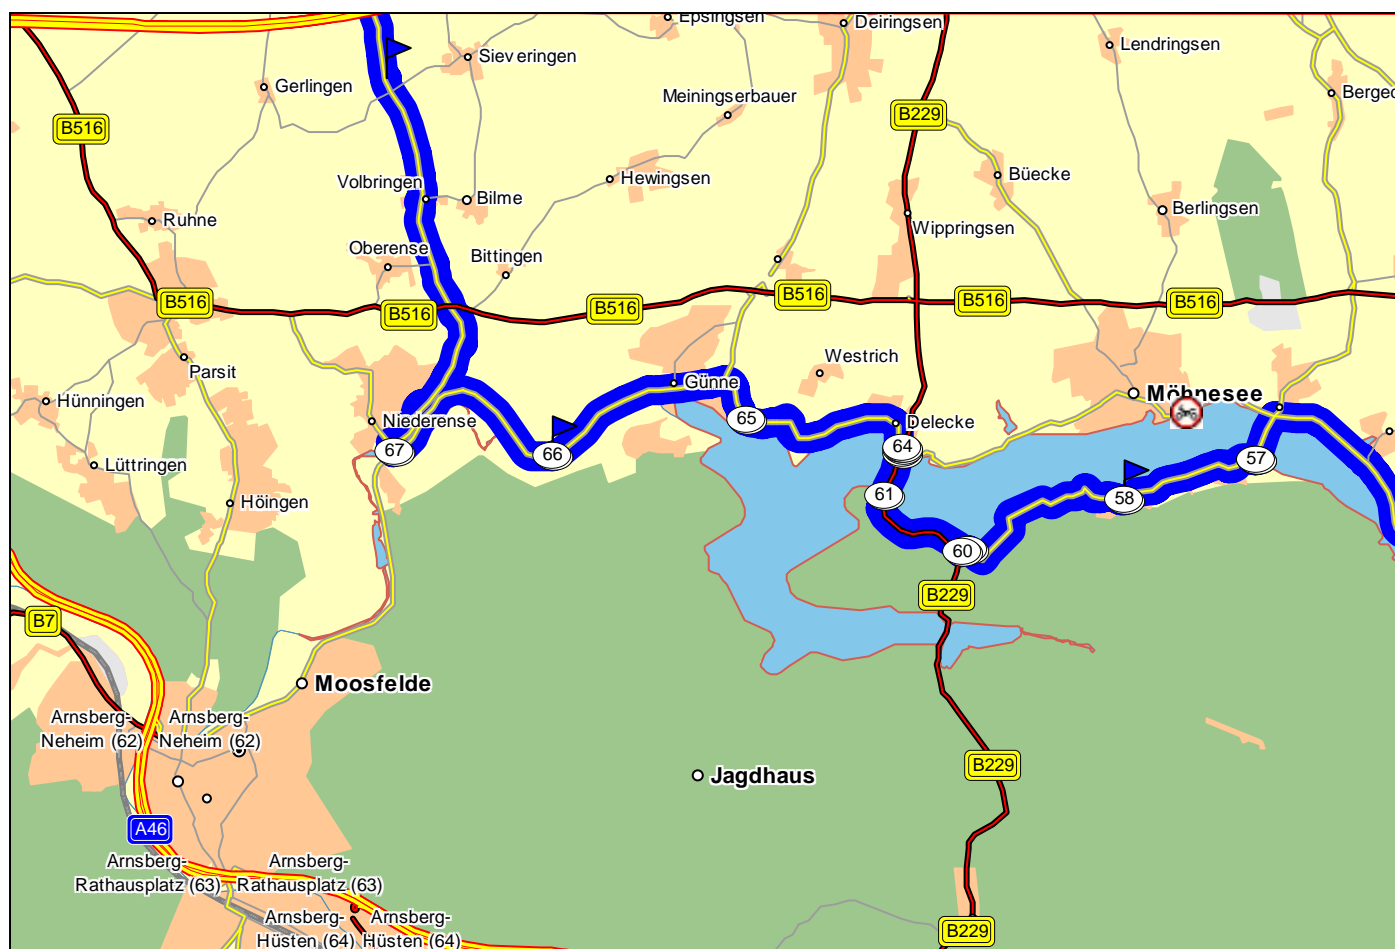 Epsingsen
Deiringsen
Lendringsen
Sieveringen
Gerlingen
Meiningserbauer
B229
B516
Volbringen
Bilme
Hewingsen
Büecke
Ruhne
Berlingsen
Wippringsen
Oberense
Bittingen
B516
B516
B516
B516
B516
B516
Westrich
Parsit
Günne
Möhnesee
Hünningen
Niederense
65
Delecke
67
66
64
57
Lüttringen
61
58
Höingen
60
B229
B7
Moosfelde
Arnsberg-
Neheim (62)
Arnsberg-
Neheim (62)
B229
Jagdhaus
A46
Arnsberg-
Rathausplatz (63)
Arnsberg-
Rathausplatz (63)
Arnsberg-
Hüsten (64)
Arnsberg-
Hüsten (64)
B229